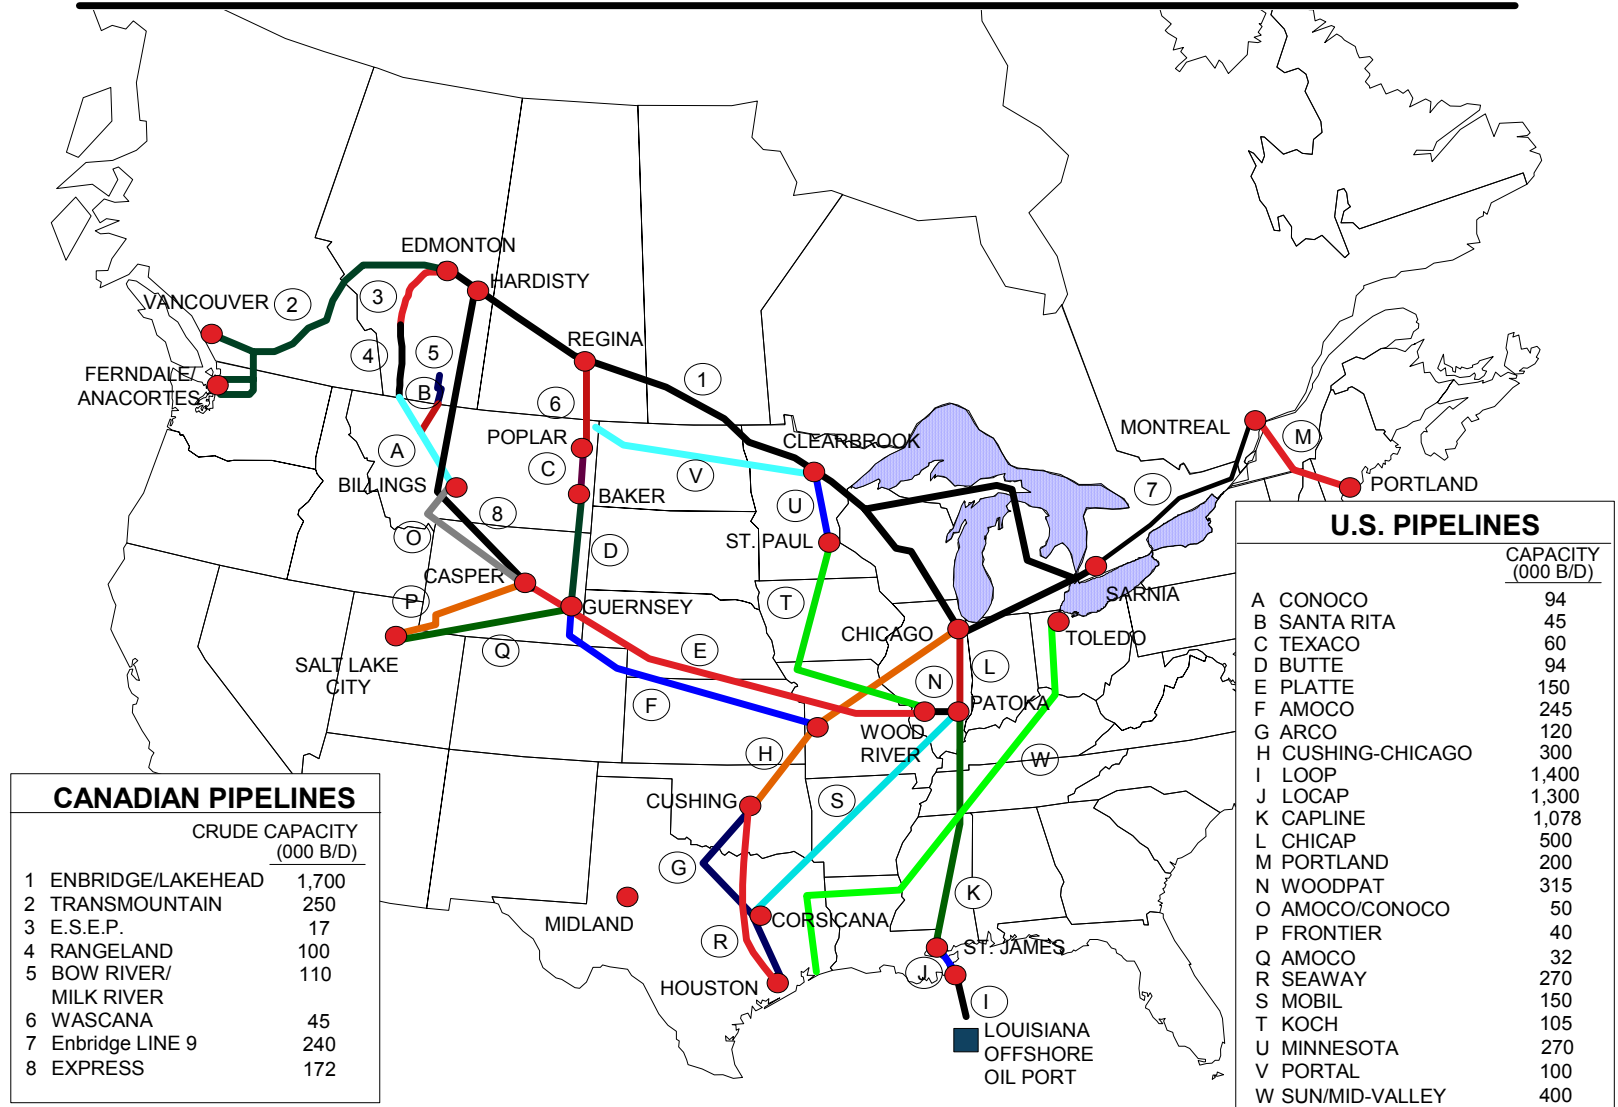 EDMONTON
HARDISTY
VANCOUVER
2
3
REGINA
4
5
FERNDALE/
ANACORTES
B
1
6
MONTREAL
M
POPLAR
CLEARBROOK
A
C
V
BILLINGS
BAKER
7
PORTLAND
8
U
O
ST. PAUL
D
CASPER
P
GUERNSEY
T
SARNIA
CHICAGO
TOLEDO
Q
E
L
SALT LAKE
CITY
N
PATOKA
F
WOOD
RIVER
H
W
CUSHING
S
G
K
MIDLAND
CORSICANA
R
ST. JAMES
J
HOUSTON
I
LOUISIANA
OFFSHORE
OIL PORT
CANADIAN PIPELINES
CRUDE CAPACITY
(000 B/D)
1 ENBRIDGE/LAKEHEAD 1,700
2 TRANSMOUNTAIN 250
3 E.S.E.P. 17
4 RANGELAND 100
5 BOW RIVER/ 110
MILK RIVER
6 WASCANA 45
7 Enbridge LINE 9 240
8 EXPRESS 172
U.S. PIPELINES
CAPACITY
(000 B/D)
A CONOCO 94
B SANTA RITA 45
C TEXACO 60
D BUTTE 94
E PLATTE 150
F AMOCO 245
G ARCO 120
H CUSHING-CHICAGO 300
I LOOP 1,400
J LOCAP 1,300
K CAPLINE 1,078
L CHICAP 500
M PORTLAND 200
N WOODPAT 315
O AMOCO/CONOCO 50
P FRONTIER 40
Q AMOCO 32
R SEAWAY 270
S MOBIL 150
T KOCH 105
U MINNESOTA 270
V PORTAL 100
W SUN/MID-VALLEY 400